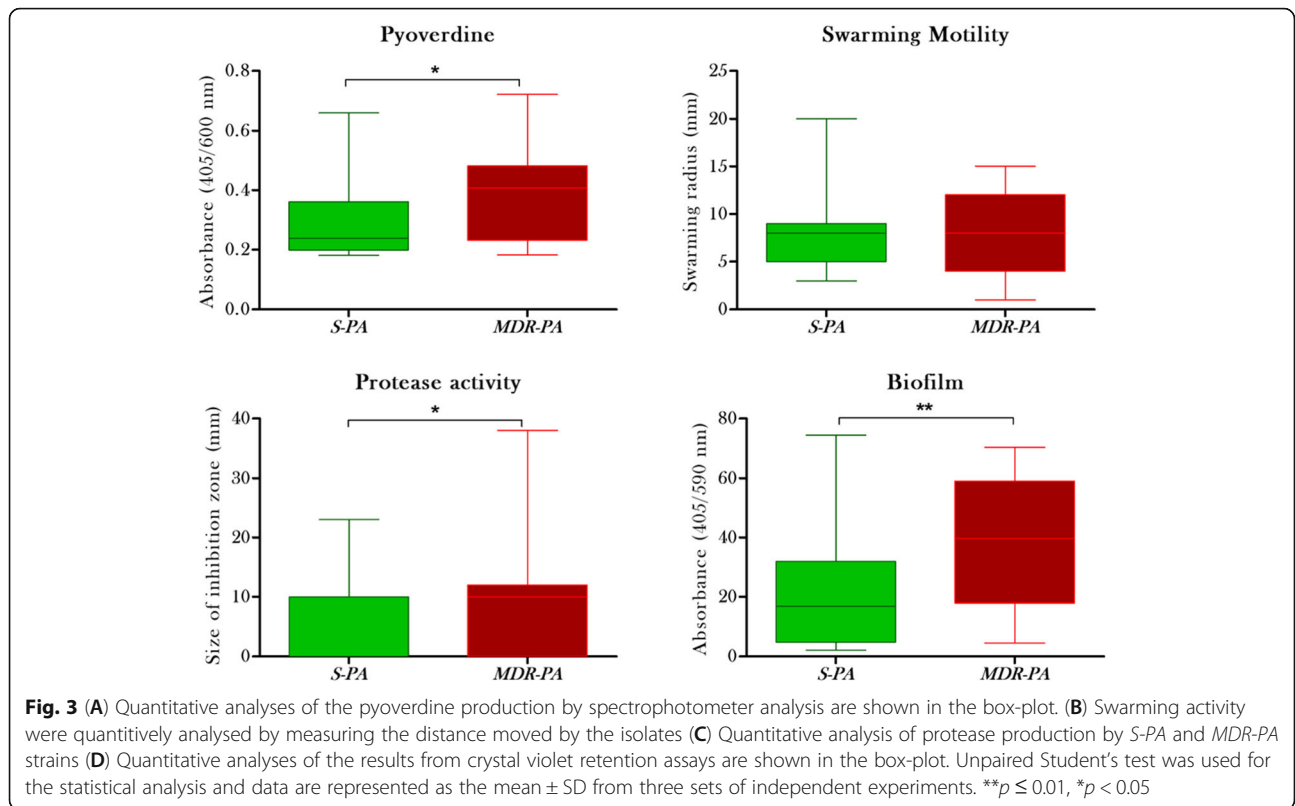 Pyoverdine
Absorbance (405/600 nm)
0.8
0.6
0.4
0.2
0.0
*
S-PA
MDR-PA
Swarming Motility
Swarming radius (mm)
25
20
15
10
5
0
S-PA
MDR-PA
Protease activity
Size of inhibition zone (mm)
40
30
20
10
0
*
S-PA
MDR-PA
Biofilm
Absorbance (405/590 nm)
80
60
40
20
0
**
S-PA
MDR-PA
Fig. 3 (A) Quantitative analyses of the pyoverdine production by spectrophotometer analysis are shown in the box-plot. (B) Swarming activity
were quantitively analysed by measuring the distance moved by the isolates (C) Quantitative analysis of protease production by S-PA and MDR-PA
strains (D) Quantitative analyses of the results from crystal violet retention assays are shown in the box-plot. Unpaired Student's test was used for
the statistical analysis and data are represented as the mean ± SD from three sets of independent experiments. **p ≤ 0.01, *p < 0.05